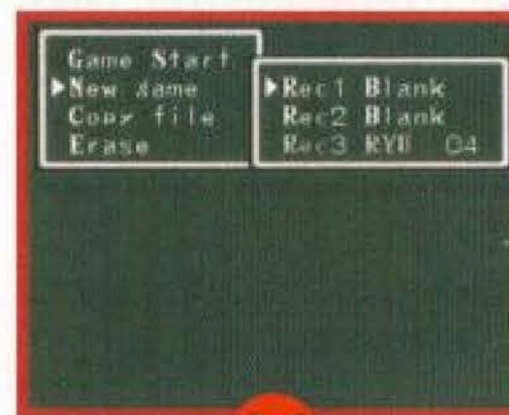 Game Start
▶New game
Copy file
Erase
▶Rec1 Blank
Rec2 Blank
Rec3 RYU 04